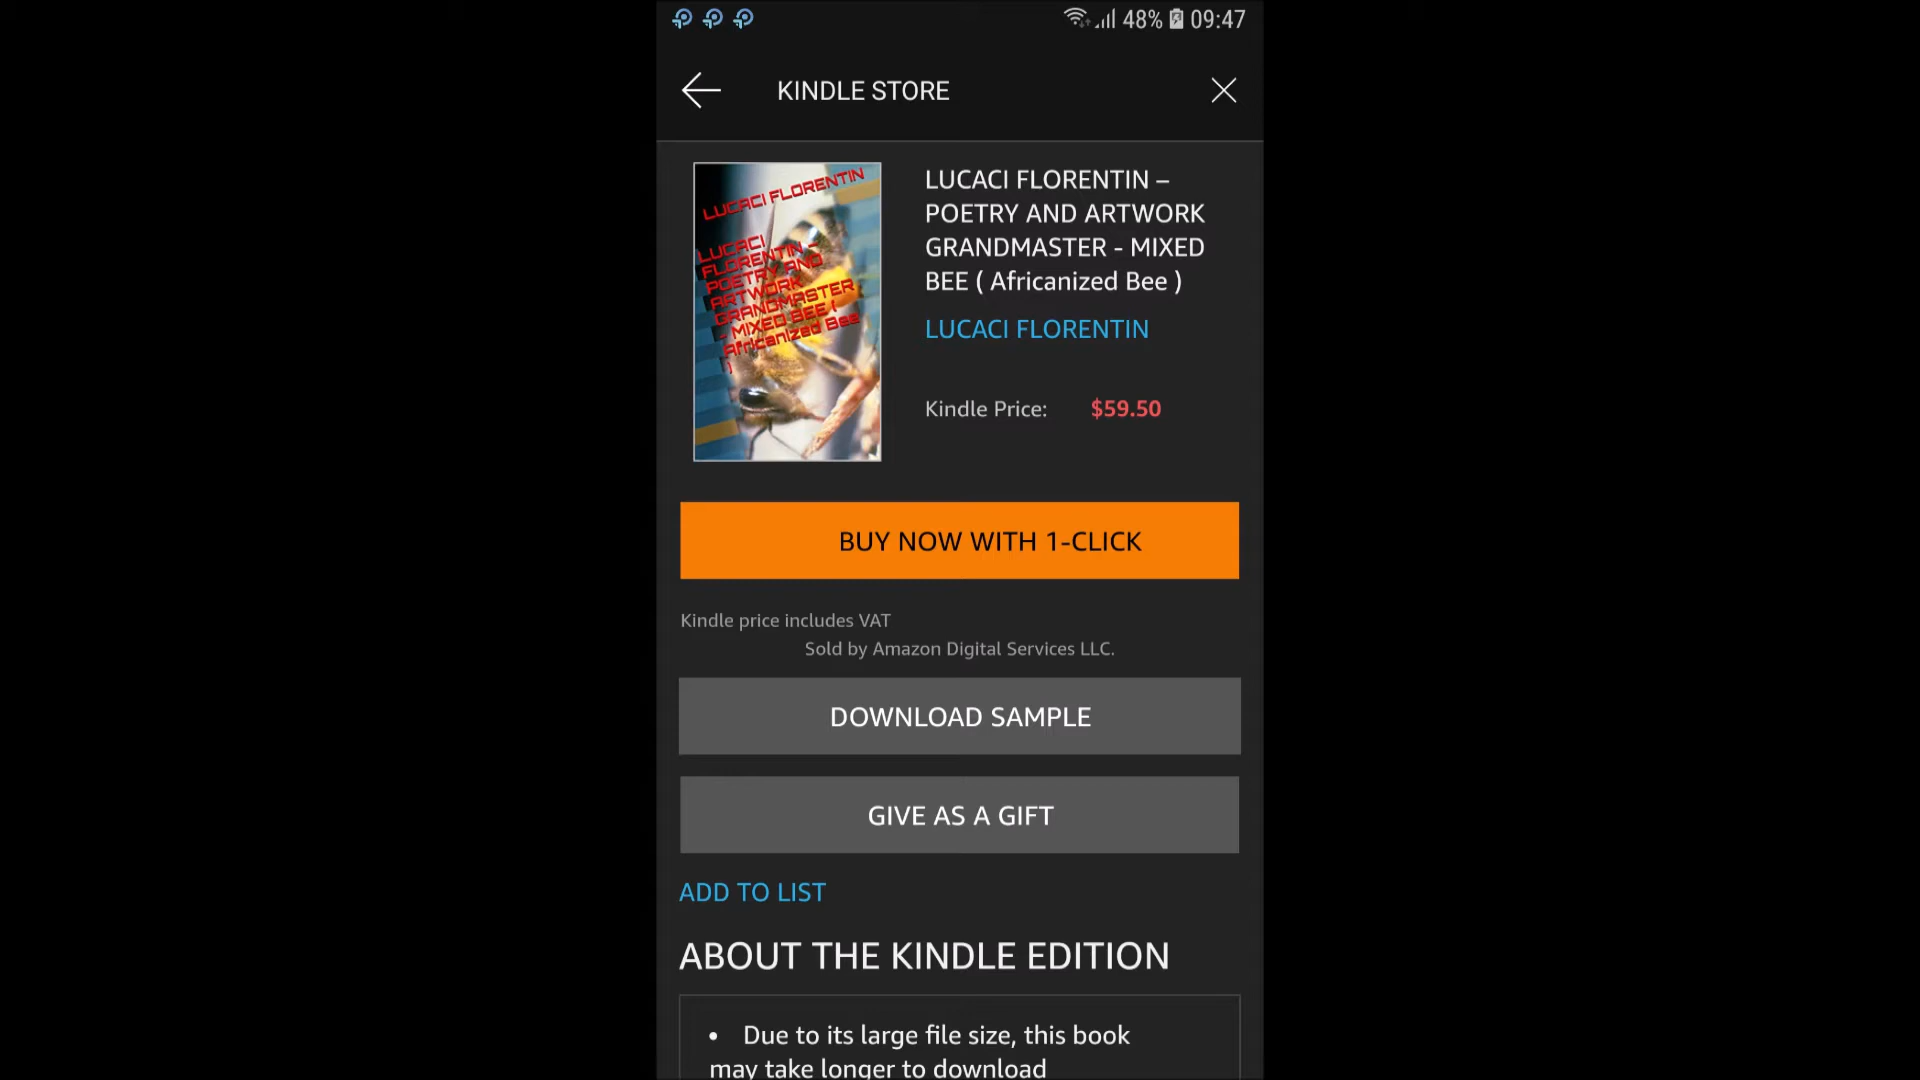 48% 09:47
KINDLE STORE
LUCACI FLORENTIN
LUCACI
FLORENTIN –
POETRY AND
ARTWORK
GRANDMASTER
- MIXED BEE (
Africanized Bee
)
LUCACI FLORENTIN –
POETRY AND ARTWORK
GRANDMASTER - MIXED
BEE ( Africanized Bee )
LUCACI FLORENTIN
Kindle Price: $59.50
BUY NOW WITH 1-CLICK
Kindle price includes VAT
Sold by Amazon Digital Services LLC.
DOWNLOAD SAMPLE
GIVE AS A GIFT
ADD TO LIST
ABOUT THE KINDLE EDITION
• Due to its large file size, this book
may take longer to download